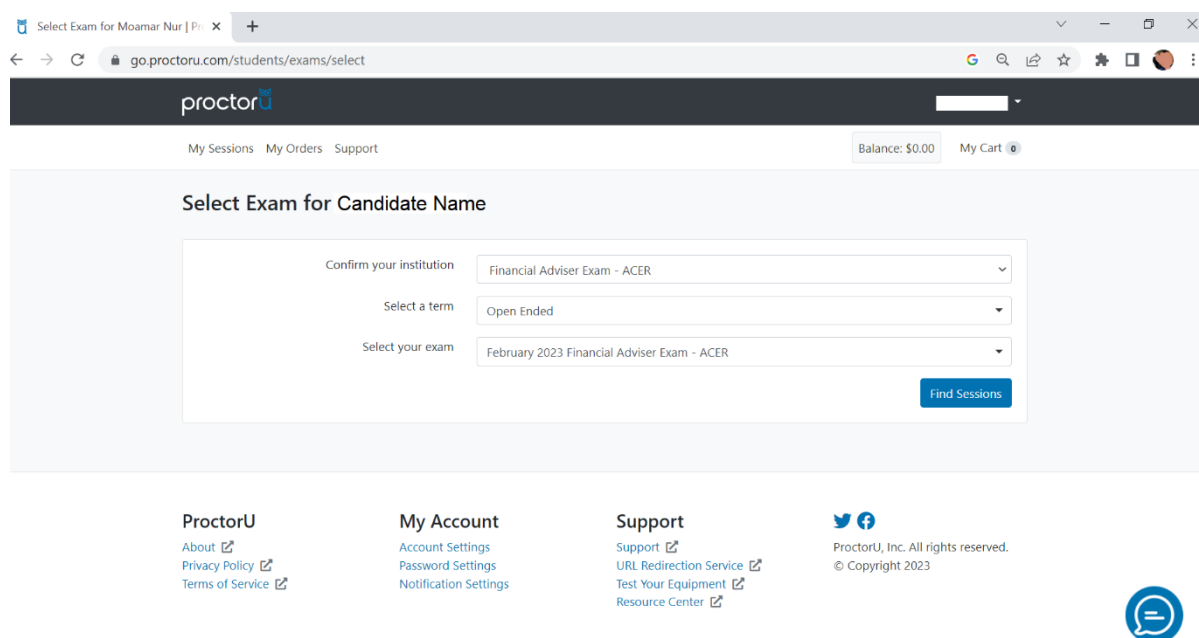 Select Exam for Moamar Nur | Pr
go.proctoru.com/students/exams/select
proctoru
My Sessions My Orders Support Balance: $0.00 My Cart 0
Select Exam for Candidate Name
Confirm your institution Financial Adviser Exam - ACER
Select a term Open Ended
Select your exam February 2023 Financial Adviser Exam - ACER
Find Sessions
ProctorU My Account Support
About Account Settings Support ProctorU, Inc. All rights reserved.
Privacy Policy Password Settings URL Redirection Service © Copyright 2023
Terms of Service Notification Settings Test Your Equipment
Resource Center